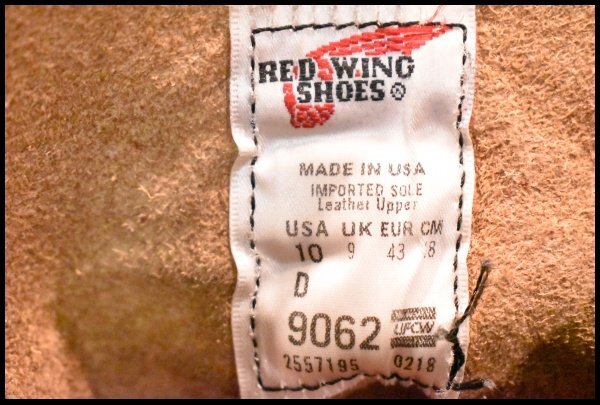 RED WING
SHOES ®
MADE IN USA
IMPORTED SOLE
Leather Upper
USA UK EUR CM
10 9 43 8
D
9062 UFCW
2557195 0218